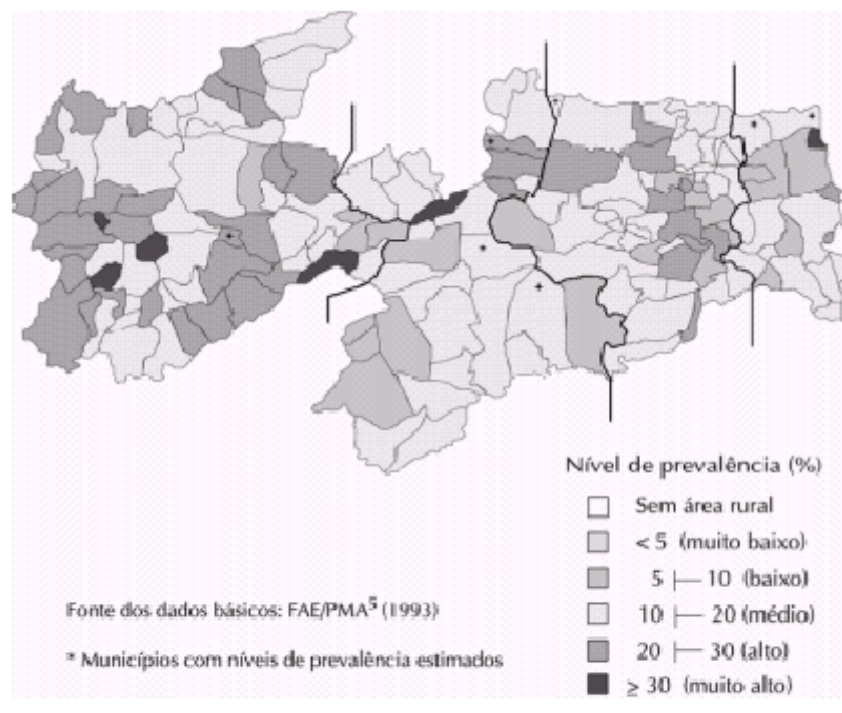 Nível de prevalência (%)
Sem área rural
< 5 (muito baixo)
5 ├─ 10 (baixo)
10 ├─ 20 (médio)
20 ├─ 30 (alto)
≥ 30 (muito alto)
Fonte dos dados básicos: FAE/PMA⁵ (1993)
* Municípios com níveis de prevalência estimados